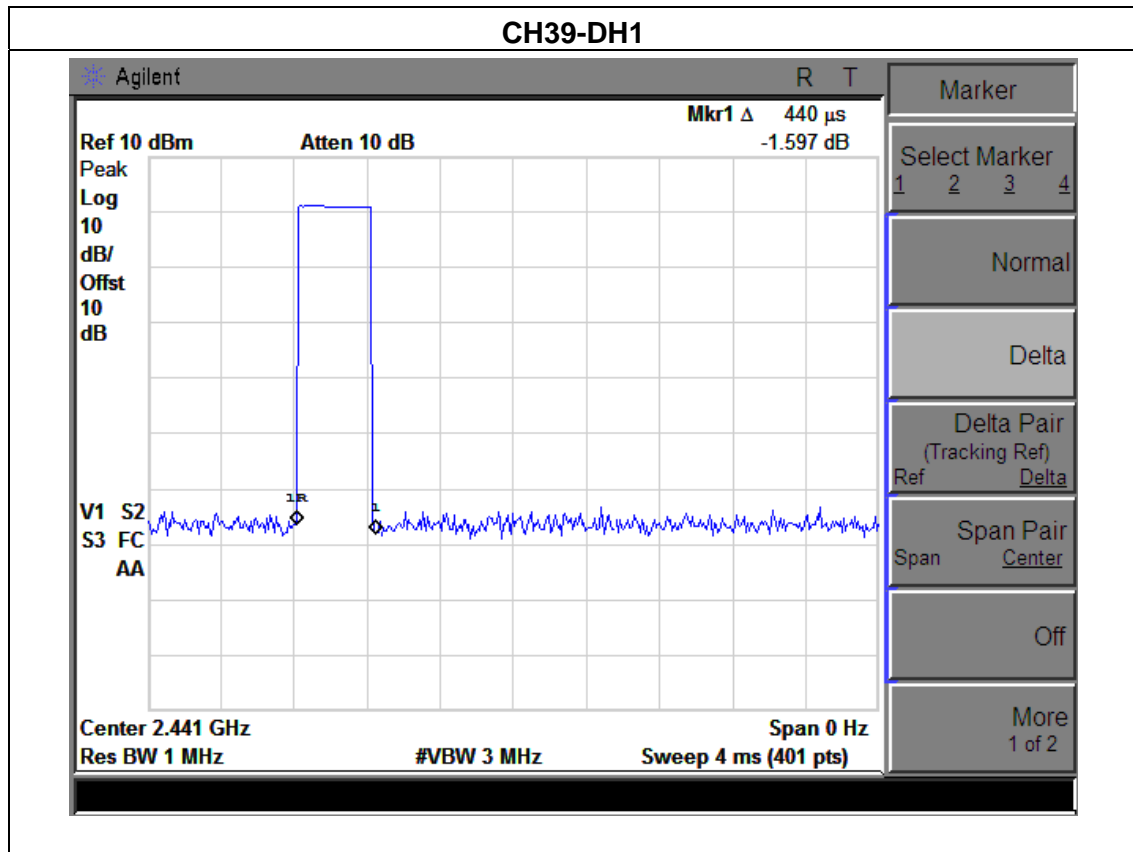 CH39-DH1
Agilent R T
Mkr1 Δ 440 μs
Ref 10 dBm Atten 10 dB -1.597 dB
Peak
Log
10
dB/
Offst
10
dB
1R
1
V1 S2
S3 FC
AA
Center 2.441 GHz Span 0 Hz
Res BW 1 MHz #VBW 3 MHz Sweep 4 ms (401 pts)
Marker
Select Marker
1 2 3 4
Normal
Delta
Delta Pair
(Tracking Ref)
Ref Delta
Span Pair
Span Center
Off
More
1 of 2